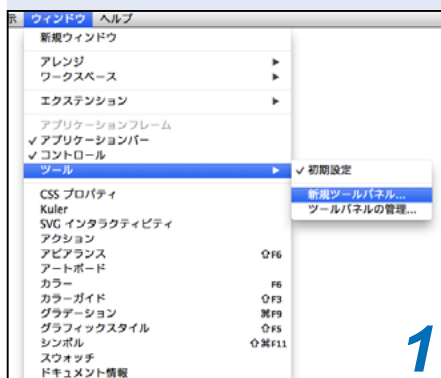 示 ウィンドウ ヘルプ
新規ウィンドウ
アレンジ ▶
ワークスペース ▶
エクステンション ▶
アプリケーションフレーム
✓ アプリケーションバー
✓ コントロール
ツール ▶ ✓ 初期設定
CSS プロパティ 新規ツールパネル...
Kuler ツールパネルの管理...
SVG インタラクティビティ
アクション
アピアランス ⇧F6
アートボード
カラー F6
カラーガイド ⇧F3
グラデーション ⌘F9
グラフィックスタイル ⇧F5
シンボル ⇧⌘F11
スウォッチ
ドキュメント情報
1